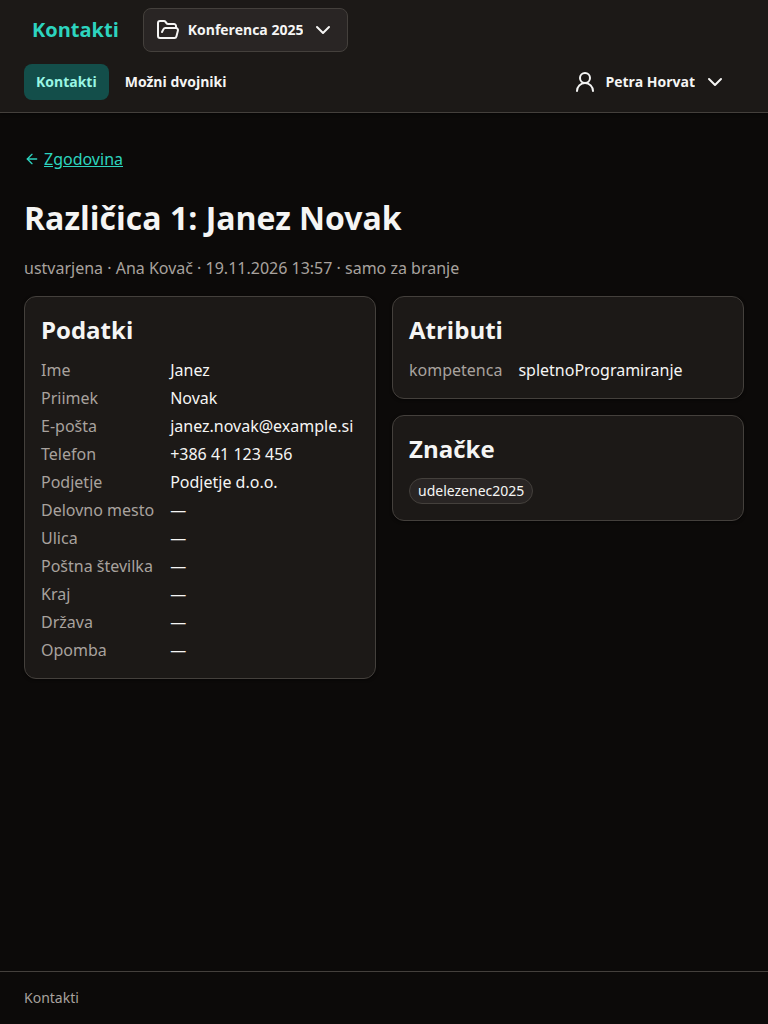 Kontakti
Konferenca 2025
Kontakti
Možni dvojniki
Petra Horvat
← Zgodovina
Različica 1: Janez Novak
ustvarjena · Ana Kovač · 19.11.2026 13:57 · samo za branje
Podatki
Ime Janez
Priimek Novak
E-pošta janez.novak@example.si
Telefon +386 41 123 456
Podjetje Podjetje d.o.o.
Delovno mesto —
Ulica —
Poštna številka —
Kraj —
Država —
Opomba —
Atributi
kompetenca spletnoProgramiranje
Značke
udelezenec2025
Kontakti